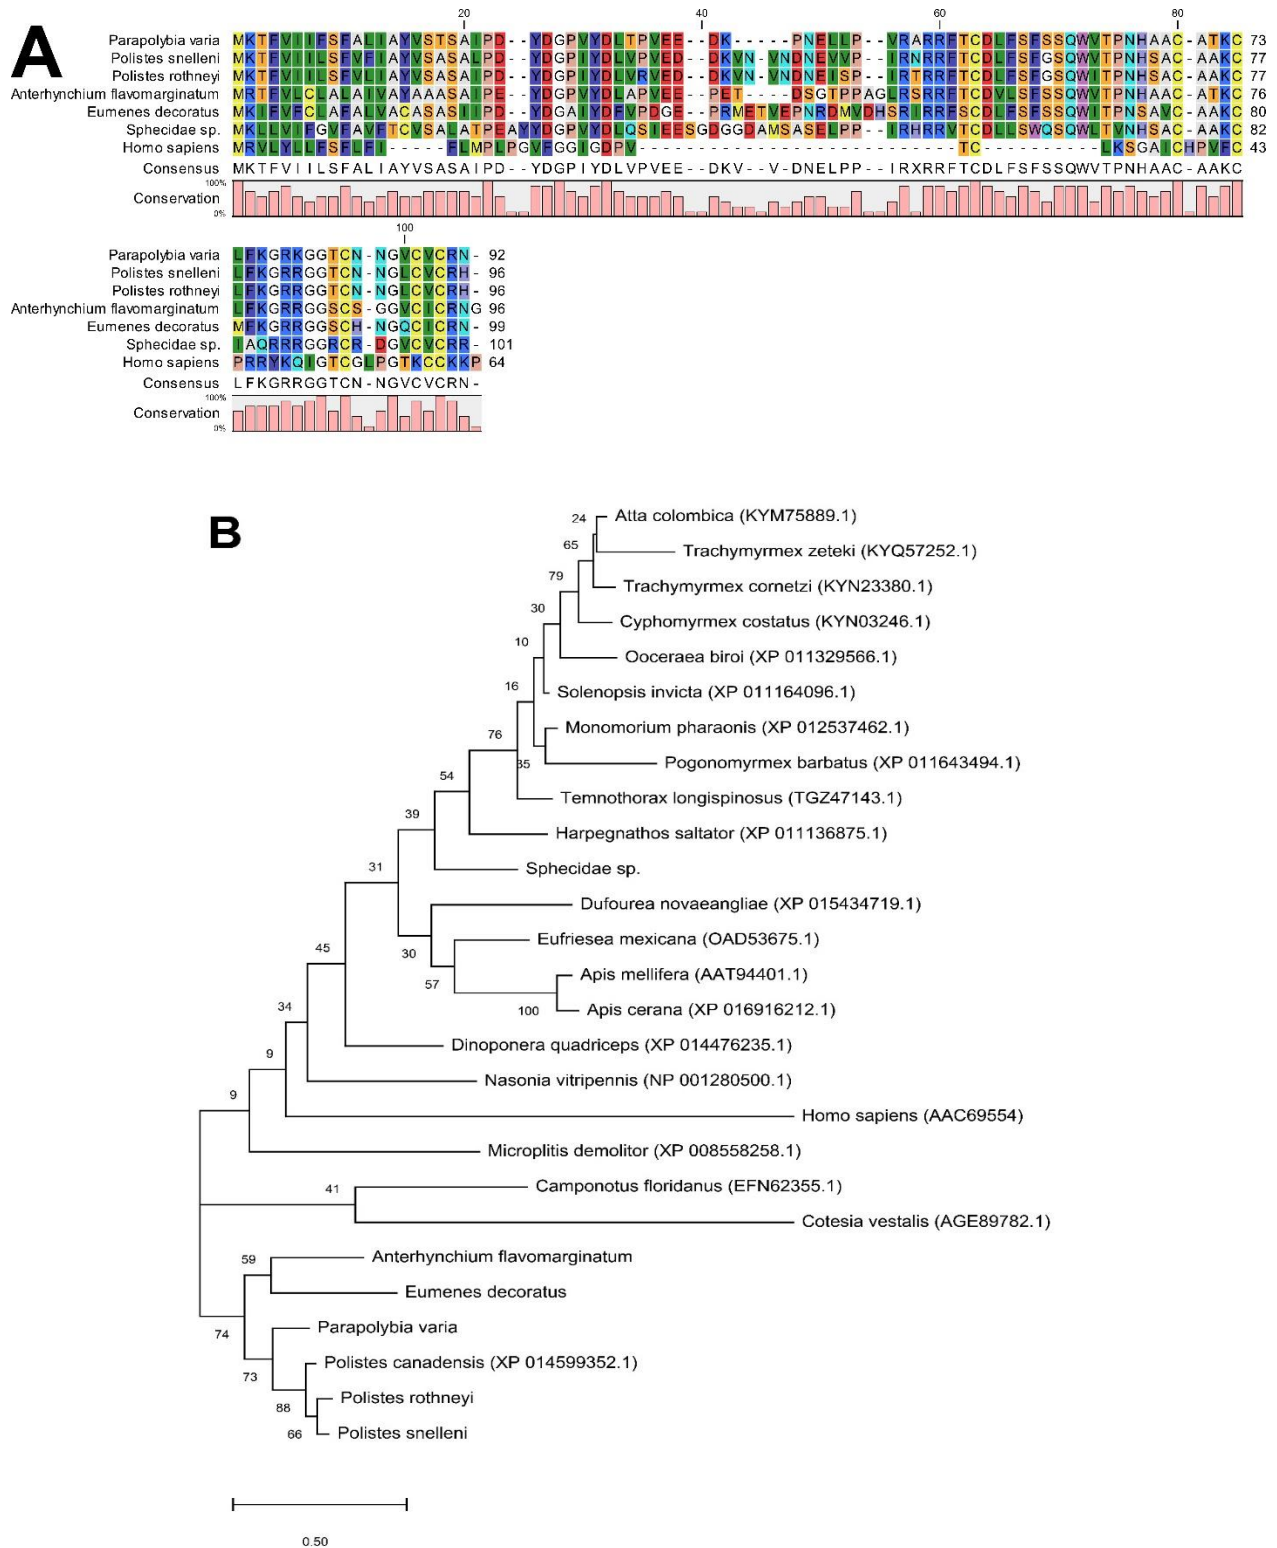 A
20 40 60 80
Parapolybia varia MKTFVIIFSFALIAYVSTSAIPD--YDGPVYDLTPVEE--DK-----PNELLP--VRARRFTCDLFSFSSQWVTPNHAAC-ATKC 73
Polistes snelleni MKTFVIILSFVFIAYVSASALPD--YDGPIYDLVPVED--DKVN-VNDNEVVP--IRNRRFTCDLFSFGSQWVTPNHSAC-AAKC 77
Polistes rothneyi MKTFVIILSFVLIAYVSASAIPD--YDGPIYDLVRVED--DKVN-VNDNEISP--IRTRRFTCDLFSFGSQWITPNHSAC-AAKC 77
Anterhynchium flavomarginatum MRTFVLCLALAIVAYAAASAIPE--YDGPVYDLAPVEE--PET----DSGTPPAGLRSRRFTCDVLSFSSQWVTPNHAAC-ATKC 76
Eumenes decoratus MKIFVFCLAFALVACASASIPE--YDGAIYDFVPDGE--PRMETVEPNRDMVDHSRIRRFSCDLFSFSSQWITPNSAVC-AAKC 80
Sphecidae sp. MKLLVIFGVFAVFTCVSALATPEAYYDGPVYDLQSIEESGDGGDAMSASELPP--IRHRRVTCDLLSWQSQWLTVNHSAC-AAKC 82
Homo sapiens MRVLYLLFSFLFI-----FLMPLPGVFGGIGDPV---------------------------TC----------LKSGAICHPVFC 43
Consensus MKTFVIILSFALIAYVSASAIPD--YDGPIYDLVPVEE--DKV--V-DNELPP--IRXRRFTCDLFSFSSQWVTPNHAAC-AAKC
100%
Conservation
0%
100
Parapolybia varia LFKGRKGGTCN-NGVCVCRN- 92
Polistes snelleni LFKGRRGGTCN-NGLCVCRH- 96
Polistes rothneyi LFKGRRGGTCN-NGLCVCRH- 96
Anterhynchium flavomarginatum LFKGRRGGSCS-GGVCICRNG 96
Eumenes decoratus MFKGRRGGSCH-NGQCICRN- 99
Sphecidae sp. IAQRRRGGRCR-DGVCVCRR- 101
Homo sapiens PRRYKQIGTCGLPGTKCCKKP 64
Consensus LFKGRRGGTCN-NGVCVCRN-
100%
Conservation
0%
B
24 Atta colombica (KYM75889.1)
65 Trachymyrmex zeteki (KYQ57252.1)
79 Trachymyrmex cornetzi (KYN23380.1)
30 Cyphomyrmex costatus (KYN03246.1)
10 Ooceraea biroi (XP 011329566.1)
16 Solenopsis invicta (XP 011164096.1)
76 Monomorium pharaonis (XP 012537462.1)
35 Pogonomyrmex barbatus (XP 011643494.1)
54 Temnothorax longispinosus (TGZ47143.1)
39 Harpegnathos saltator (XP 011136875.1)
31 Sphecidae sp.
Dufourea novaeangliae (XP 015434719.1)
45 30 Eufriesea mexicana (OAD53675.1)
57 Apis mellifera (AAT94401.1)
34 100 Apis cerana (XP 016916212.1)
9 Dinoponera quadriceps (XP 014476235.1)
9 Nasonia vitripennis (NP 001280500.1)
Homo sapiens (AAC69554)
Microplitis demolitor (XP 008558258.1)
41 Camponotus floridanus (EFN62355.1)
Cotesia vestalis (AGE89782.1)
59 Anterhynchium flavomarginatum
Eumenes decoratus
74 Parapolybia varia
73 Polistes canadensis (XP 014599352.1)
88 Polistes rothneyi
66 Polistes snelleni
0.50